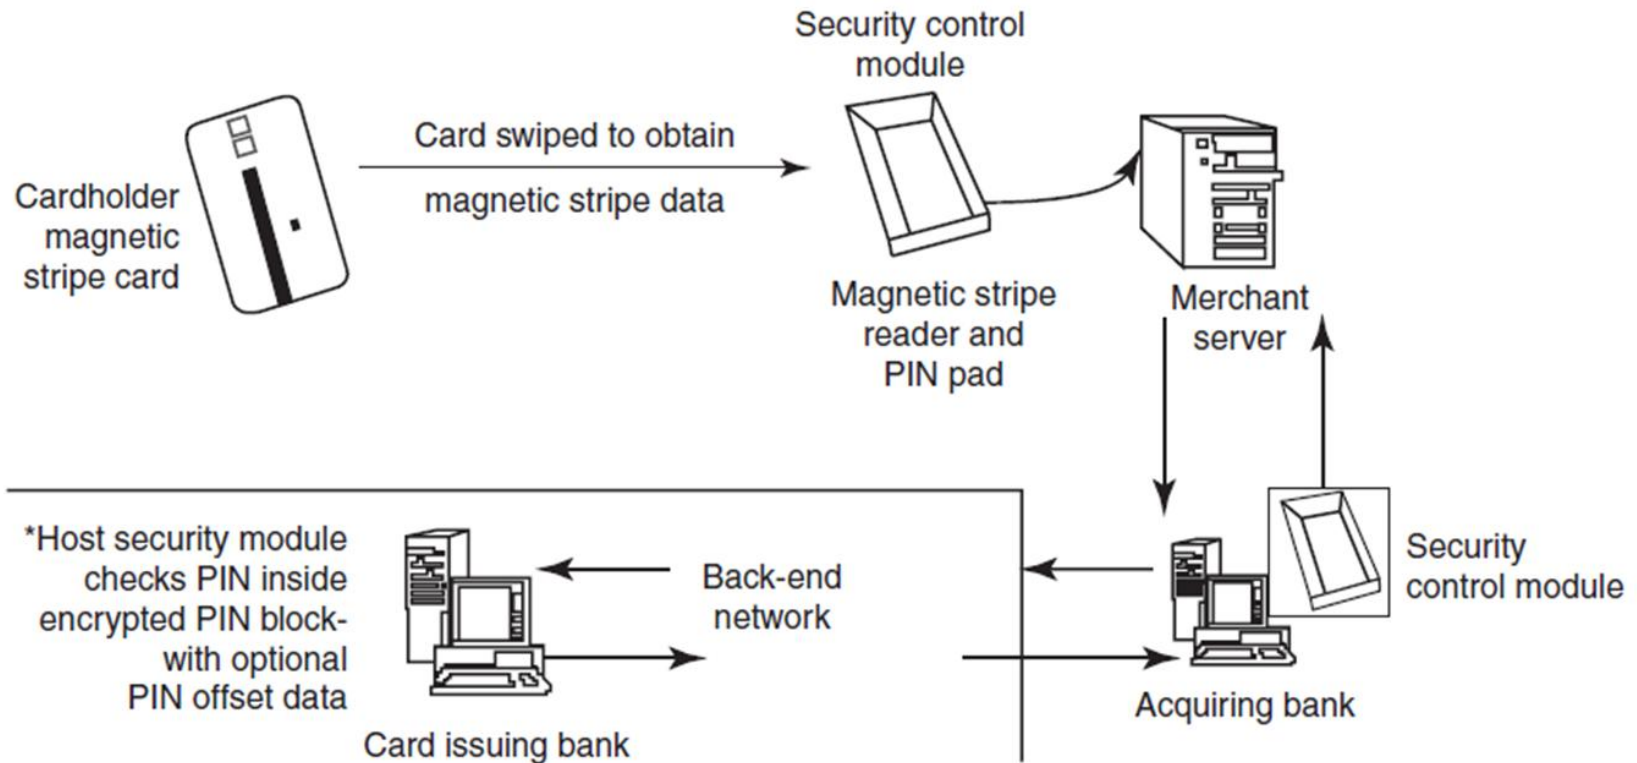 Security control
module
Card swiped to obtain
magnetic stripe data
Cardholder
magnetic
stripe card
Magnetic stripe
reader and
PIN pad
Merchant
server
*Host security module
checks PIN inside
encrypted PIN block-
with optional
PIN offset data
Card issuing bank
Back-end
network
Security
control module
Acquiring bank